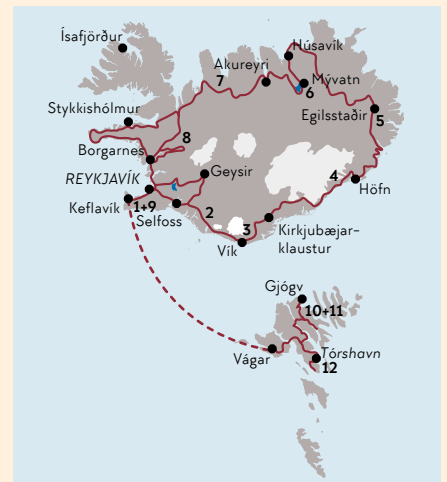 Ísafjörður
Húsavík
Akureyri
7
Mývatn
6
Stykkishólmur
Egilsstaðir
5
8
Borgarnes
Geysir
REYKJAVÍK
4
Höfn
Keflavík
1+9
Selfoss
2
3
Kirkjubæjar-
klaustur
Vík
Gjógv
10+11
Vágar
Tórshavn
12